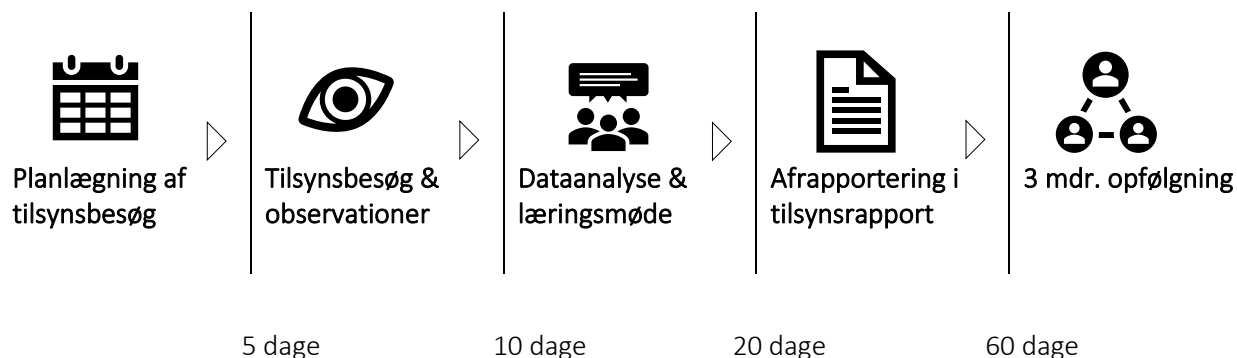 Planlægning af
tilsynsbesøg
Tilsynsbesøg &
observationer
Dataanalyse &
læringsmøde
Afrapportering i
tilsynsrapport
3 mdr. opfølgning
5 dage
10 dage
20 dage
60 dage